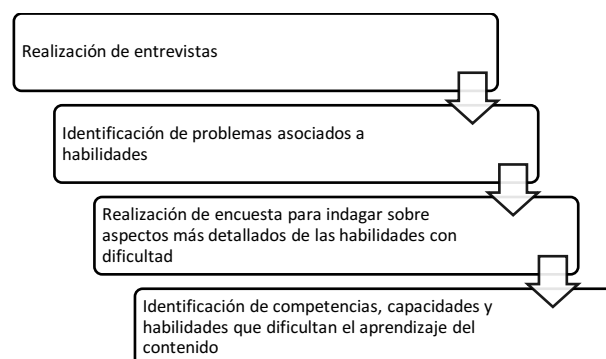 Realización de entrevistas
Identificación de problemas asociados a
habilidades
Realización de encuesta para indagar sobre
aspectos más detallados de las habilidades con
dificultad
Identificación de competencias, capacidades y
habilidades que dificultan el aprendizaje del
contenido